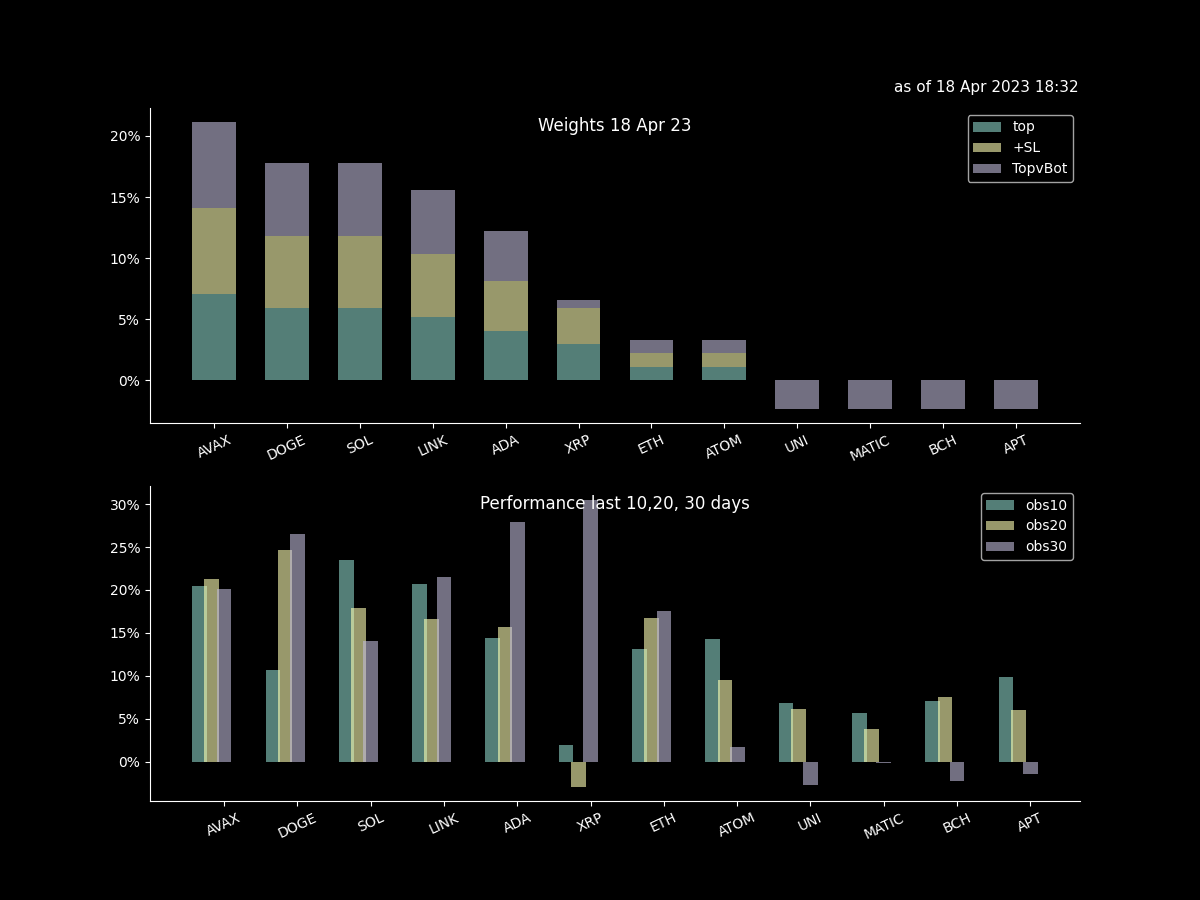 as of 18 Apr 2023 18:32
Weights 18 Apr 23
top
+SL
TopvBot
20%
15%
10%
5%
0%
AVAX DOGE SOL LINK ADA XRP ETH ATOM UNI MATIC BCH APT
Performance last 10,20, 30 days
obs10
obs20
obs30
30%
25%
20%
15%
10%
5%
0%
AVAX DOGE SOL LINK ADA XRP ETH ATOM UNI MATIC BCH APT